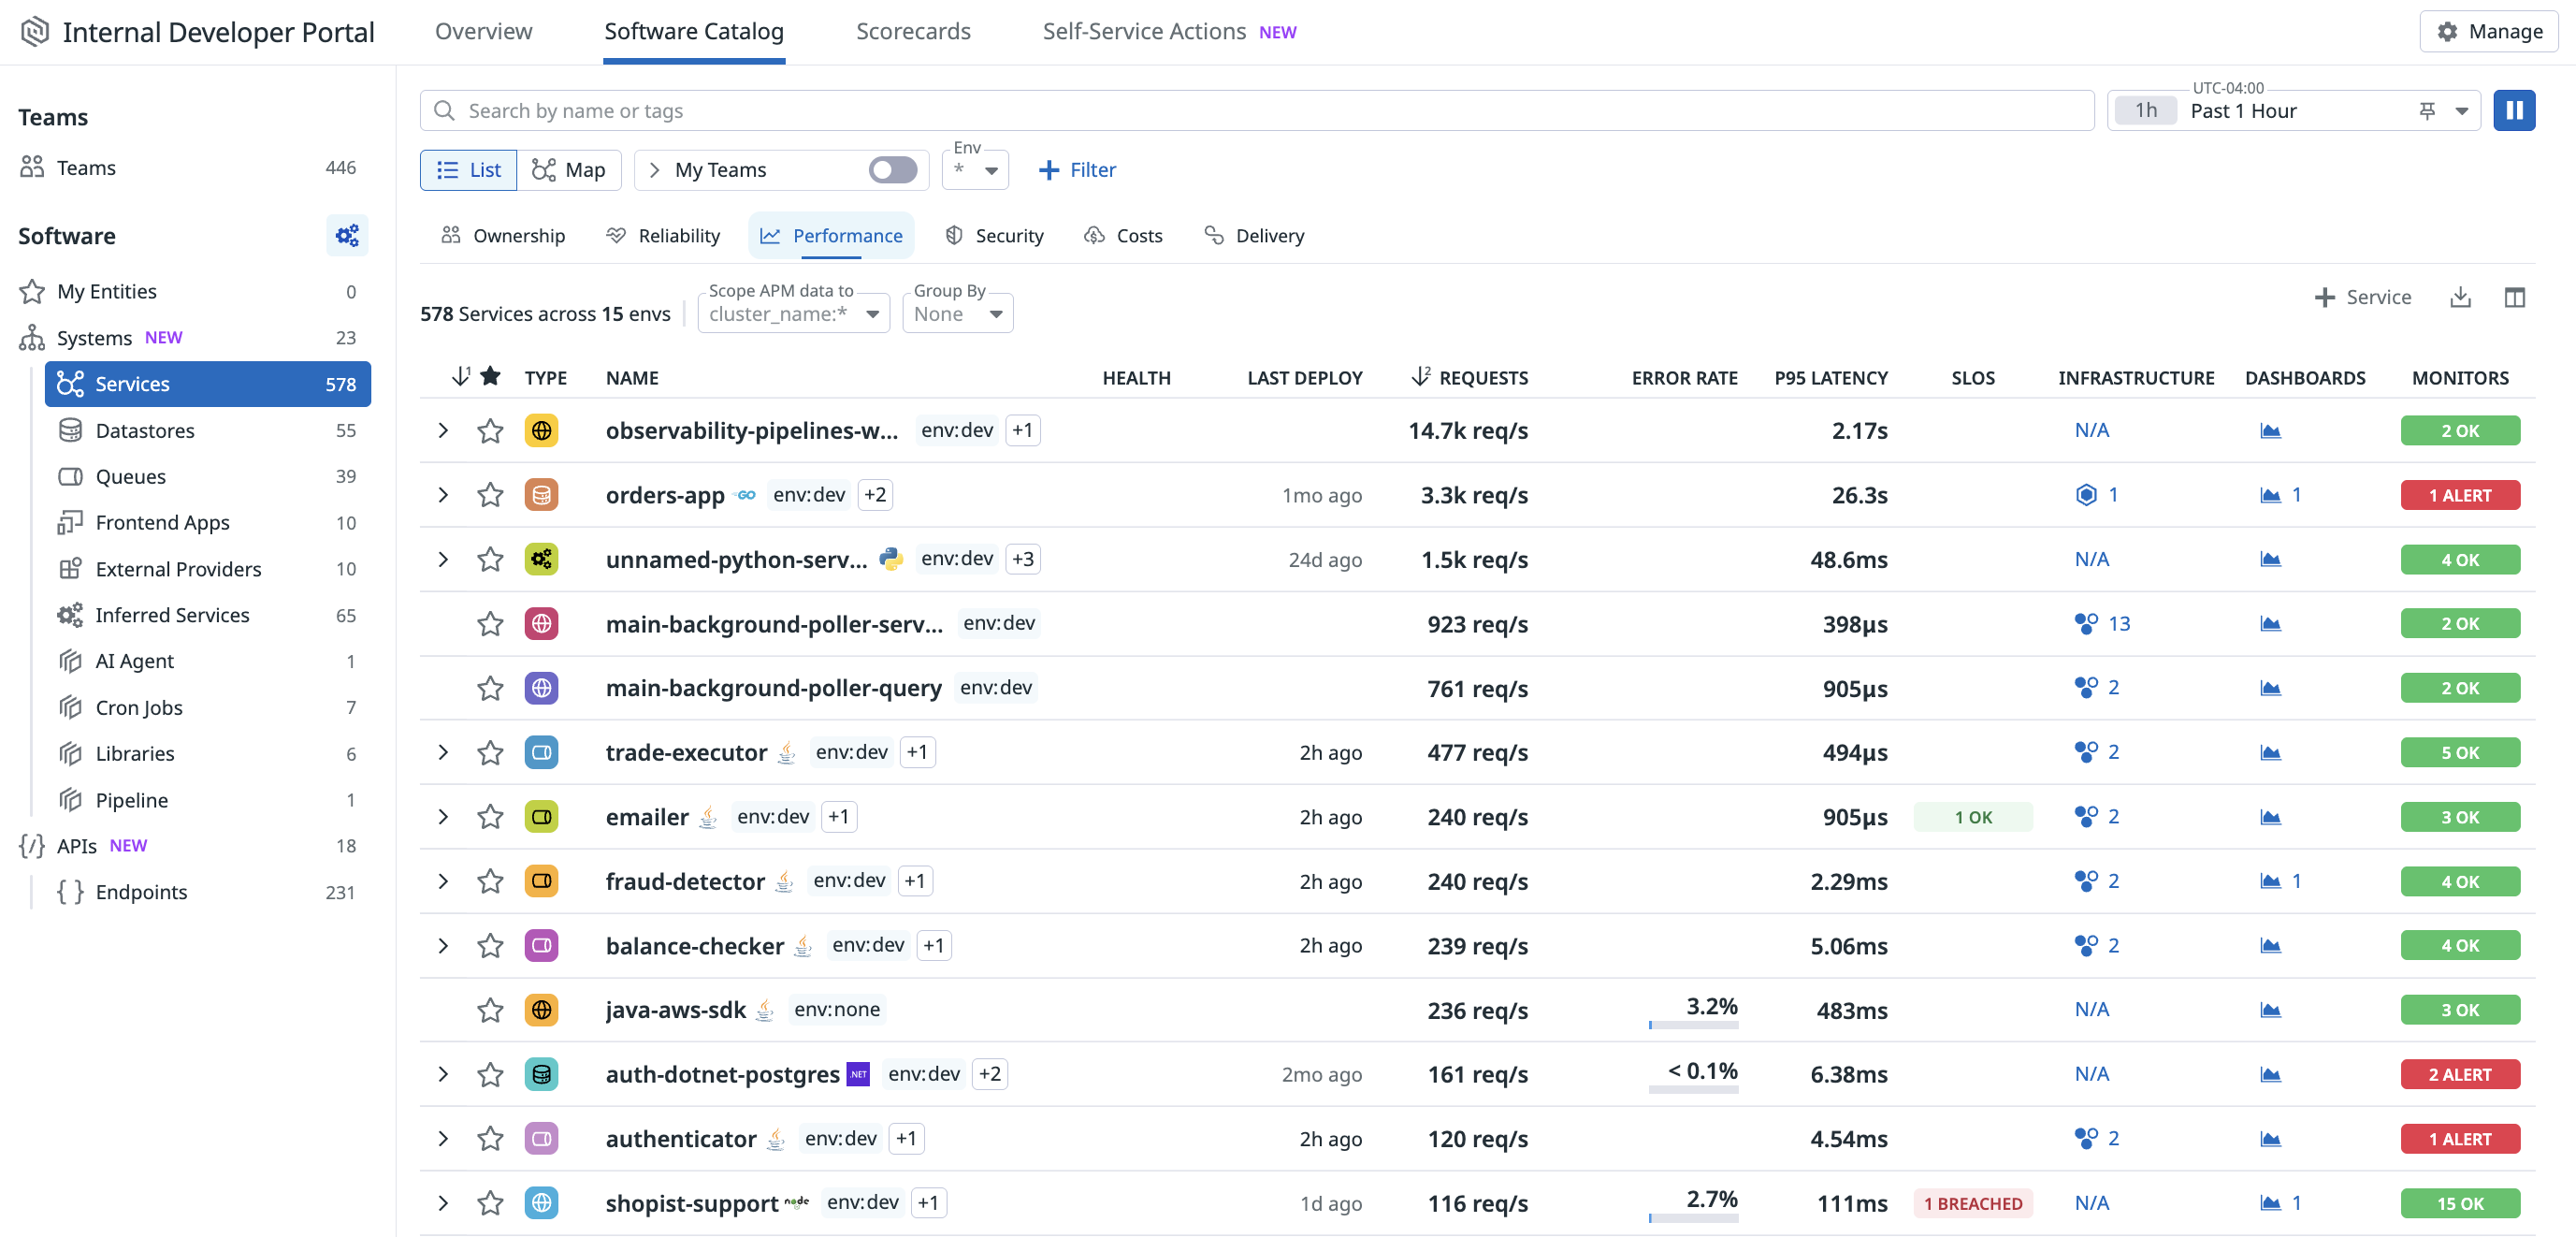 Internal Developer Portal Overview Software Catalog Scorecards Self-Service Actions NEW Manage
Teams
Teams 446
Software
My Entities 0
Systems NEW 23
Services 578
Datastores 55
Queues 39
Frontend Apps 10
External Providers 10
Inferred Services 65
AI Agent 1
Cron Jobs 7
Libraries 6
Pipeline 1
APIs NEW 18
Endpoints 231
Search by name or tags
UTC-04:00
1h Past 1 Hour
List Map My Teams
Env
*
Filter
Ownership Reliability Performance Security Costs Delivery
578 Services across 15 envs
Scope APM data to
cluster_name:*
Group By
None
Service
1 TYPE NAME HEALTH LAST DEPLOY 2 REQUESTS ERROR RATE P95 LATENCY SLOS INFRASTRUCTURE DASHBOARDS MONITORS
observability-pipelines-w... env:dev +1 14.7k req/s 2.17s N/A 2 OK
orders-app GO env:dev +2 1mo ago 3.3k req/s 26.3s 1 1 1 ALERT
unnamed-python-serv... env:dev +3 24d ago 1.5k req/s 48.6ms N/A 4 OK
main-background-poller-serv... env:dev 923 req/s 398µs 13 2 OK
main-background-poller-query env:dev 761 req/s 905µs 2 2 OK
trade-executor env:dev +1 2h ago 477 req/s 494µs 2 5 OK
emailer env:dev +1 2h ago 240 req/s 905µs 1 OK 2 3 OK
fraud-detector env:dev +1 2h ago 240 req/s 2.29ms 2 1 4 OK
balance-checker env:dev +1 2h ago 239 req/s 5.06ms 2 4 OK
java-aws-sdk env:none 236 req/s 3.2% 483ms N/A 3 OK
auth-dotnet-postgres .NET env:dev +2 2mo ago 161 req/s < 0.1% 6.38ms N/A 2 ALERT
authenticator env:dev +1 2h ago 120 req/s 4.54ms 2 1 ALERT
shopist-support node env:dev +1 1d ago 116 req/s 2.7% 111ms 1 BREACHED N/A 1 15 OK